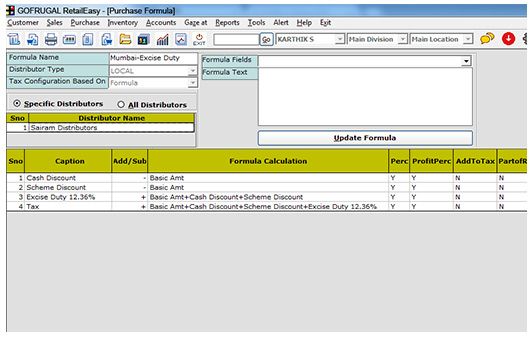 GOFRUGAL RetailEasy - [Purchase Formula]
Customer Sales Purchase Inventory Accounts Gaze at Reports Tools Alert Help Exit
EXIT Go KARTHIK S Main Division Main Location
Formula Name Mumbai-Excise Duty
Distributor Type LOCAL
Tax Configuration Based On Formula
Formula Fields
Formula Text
Specific Distributors All Distributors
Sno Distributor Name
1 Sairam Distributors
Update Formula
Sno Caption Add/Sub Formula Calculation Perc ProfitPerc AddToTax PartofR
1 Cash Discount - Basic Amt Y Y N N
2 Scheme Discount - Basic Amt Y Y N N
3 Excise Duty 12.36% + Basic Amt+Cash Discount+Scheme Discount Y Y N N
4 Tax + Basic Amt+Cash Discount+Scheme Discount+Excise Duty 12.36% Y Y N N